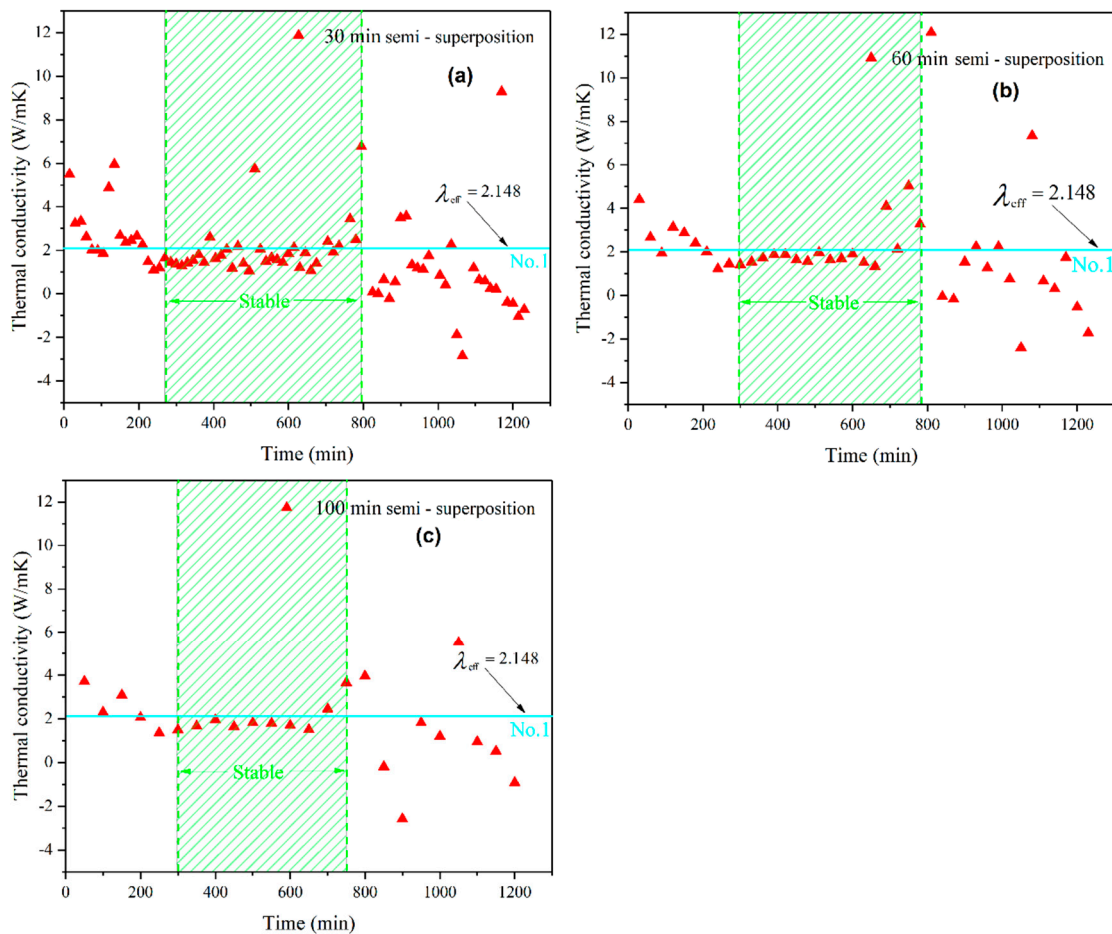 12
10
8
6
4
2
0
-2
-4
Thermal conductivity (W/mK)
30 min semi - superposition
(a)
λeff = 2.148
No.1
Stable
0 200 400 600 800 1000 1200
Time (min)
12
10
8
6
4
2
0
-2
-4
Thermal conductivity (W/mK)
60 min semi - superposition
(b)
λeff = 2.148
No.1
Stable
0 200 400 600 800 1000 1200
Time (min)
12
10
8
6
4
2
0
-2
-4
Thermal conductivity (W/mK)
100 min semi - superposition
(c)
λeff = 2.148
No.1
Stable
0 200 400 600 800 1000 1200
Time (min)